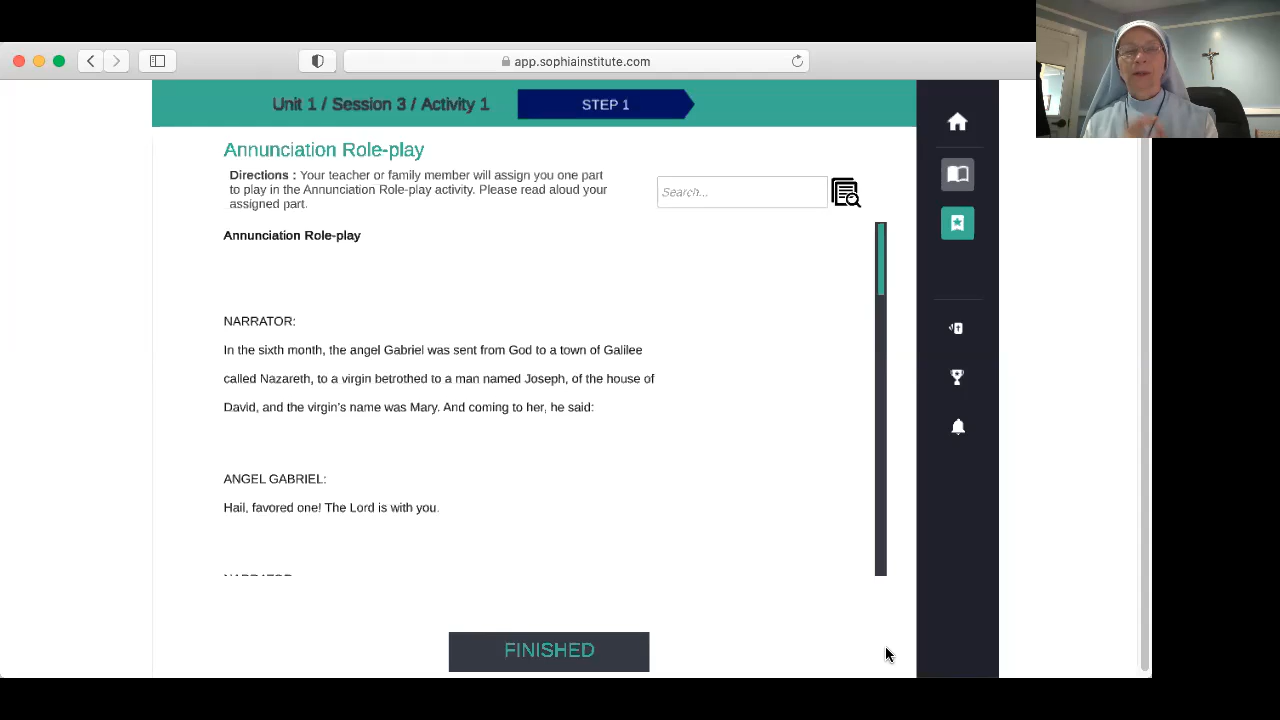 app.sophiainstitute.com
Unit 1 / Session 3 / Activity 1
STEP 1
Annunciation Role-play
Directions : Your teacher or family member will assign you one part
to play in the Annunciation Role-play activity. Please read aloud your
assigned part.
Search...
Annunciation Role-play
NARRATOR:
In the sixth month, the angel Gabriel was sent from God to a town of Galilee
called Nazareth, to a virgin betrothed to a man named Joseph, of the house of
David, and the virgin’s name was Mary. And coming to her, he said:
ANGEL GABRIEL:
Hail, favored one! The Lord is with you.
NARRATOR:
FINISHED